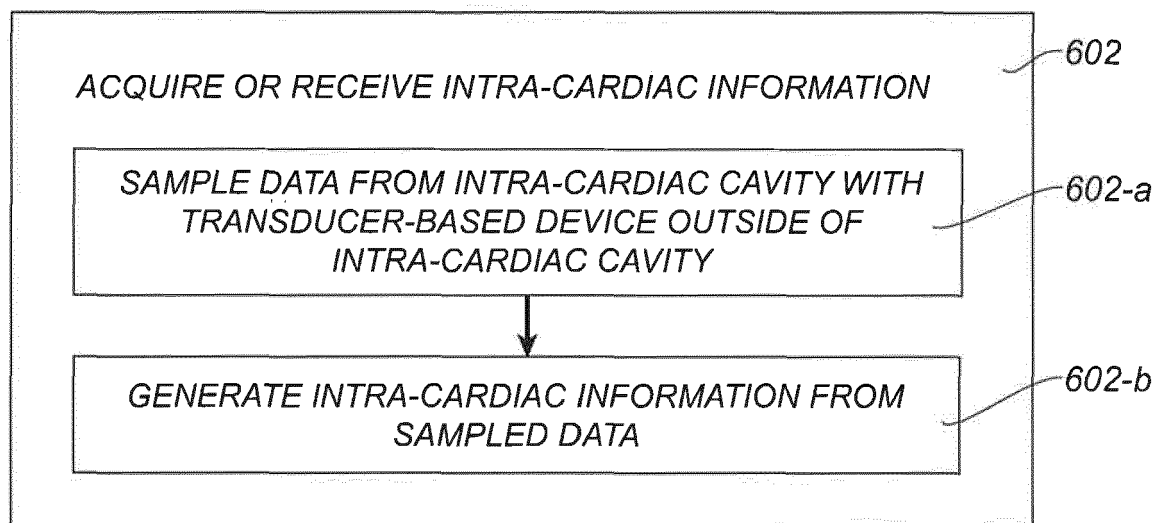 602
ACQUIRE OR RECEIVE INTRA-CARDIAC INFORMATION
SAMPLE DATA FROM INTRA-CARDIAC CAVITY WITH
TRANSDUCER-BASED DEVICE OUTSIDE OF
INTRA-CARDIAC CAVITY
602-a
GENERATE INTRA-CARDIAC INFORMATION FROM
SAMPLED DATA
602-b